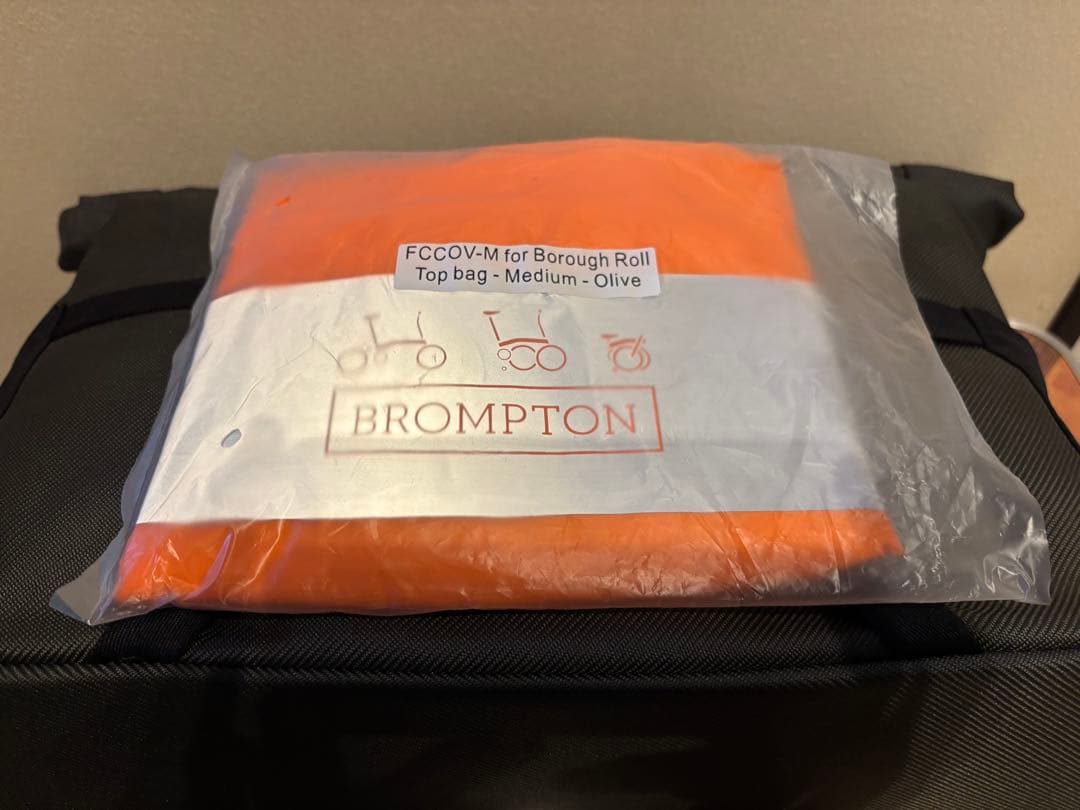 FCCOV-M for Borough Roll
Top bag - Medium - Olive
BROMPTON